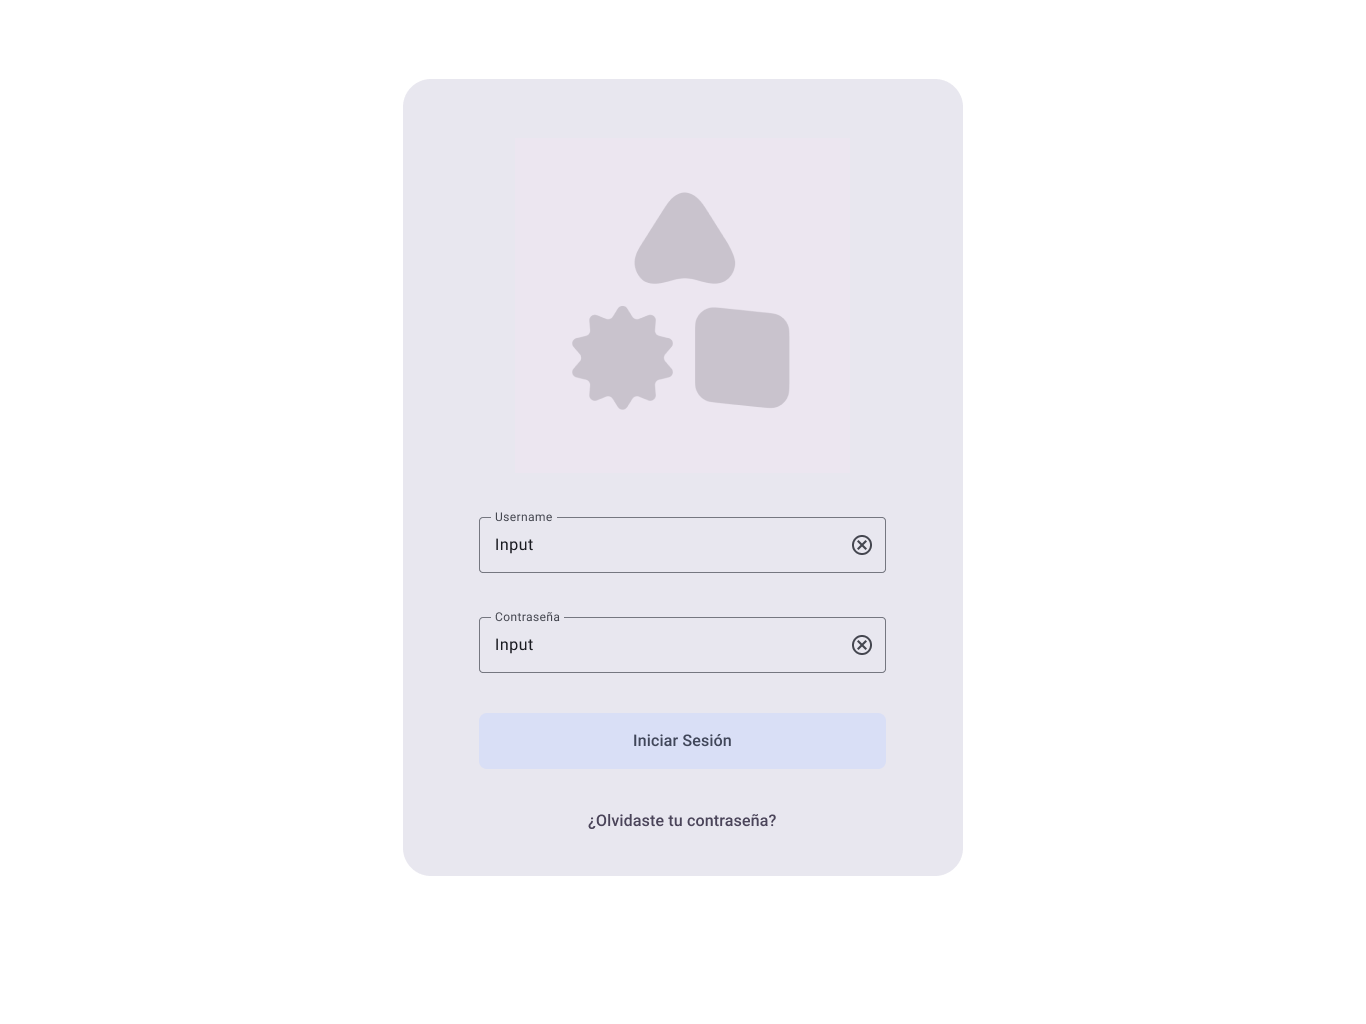 Username
Input
Contraseña
Input
Iniciar Sesión
¿Olvidaste tu contraseña?